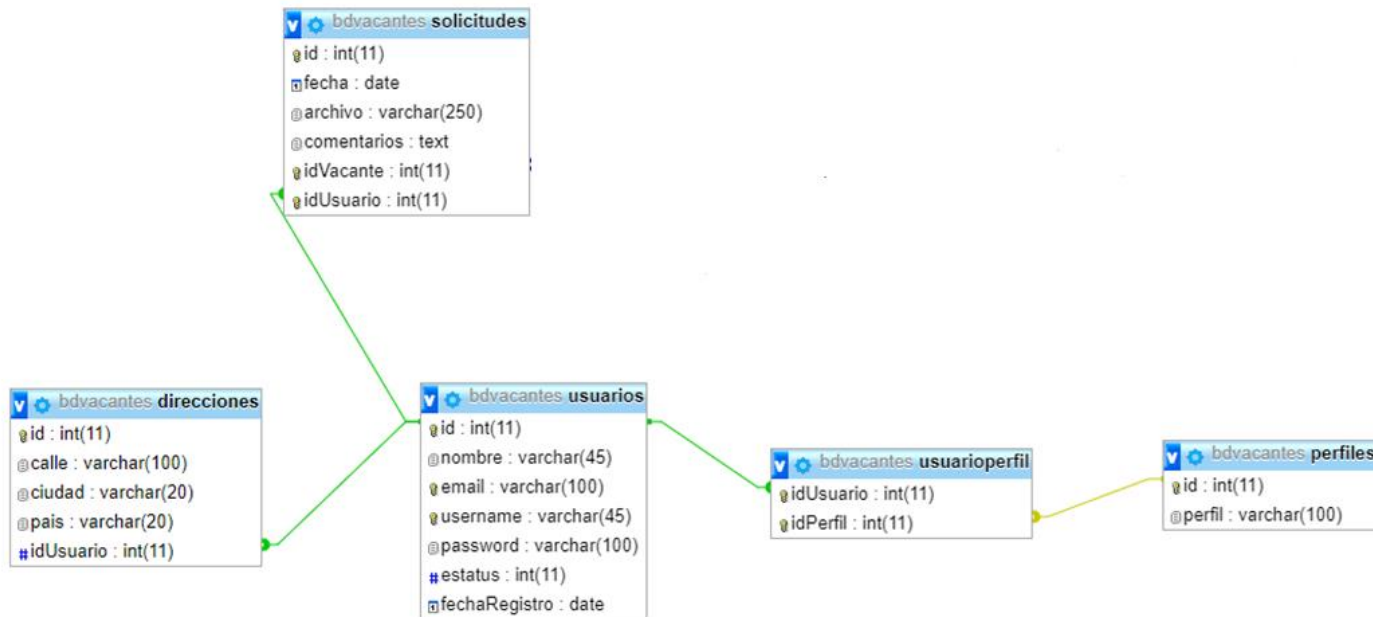 bdvacantes solicitudes
id : int(11)
fecha : date
archivo : varchar(250)
comentarios : text
idVacante : int(11)
idUsuario : int(11)
bdvacantes direcciones
id : int(11)
calle : varchar(100)
ciudad : varchar(20)
pais : varchar(20)
#idUsuario : int(11)
bdvacantes usuarios
id : int(11)
nombre : varchar(45)
email : varchar(100)
username : varchar(45)
password : varchar(100)
#estatus : int(11)
fechaRegistro : date
bdvacantes usuarioperfil
idUsuario : int(11)
idPerfil : int(11)
bdvacantes perfiles
id : int(11)
perfil : varchar(100)